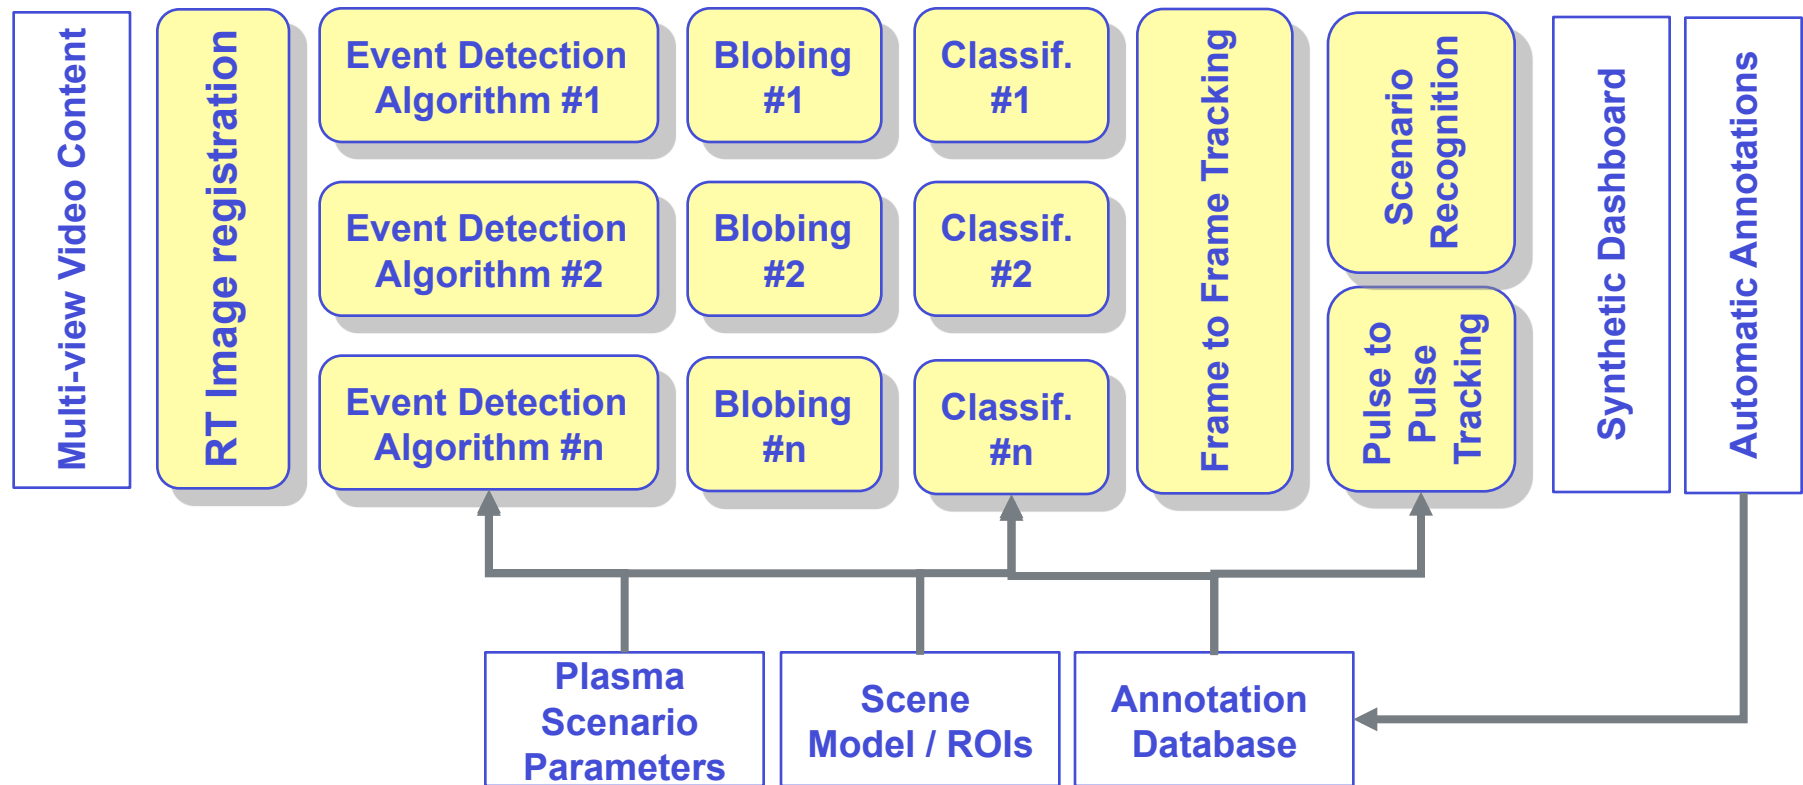 Multi-view Video Content
RT Image registration
Event Detection
Algorithm #1
Blobing
#1
Classif.
#1
Event Detection
Algorithm #2
Blobing
#2
Classif.
#2
Event Detection
Algorithm #n
Blobing
#n
Classif.
#n
Frame to Frame Tracking
Scenario
Recognition
Pulse to
Pulse
Tracking
Synthetic Dashboard
Automatic Annotations
Plasma
Scenario
Parameters
Scene
Model / ROIs
Annotation
Database